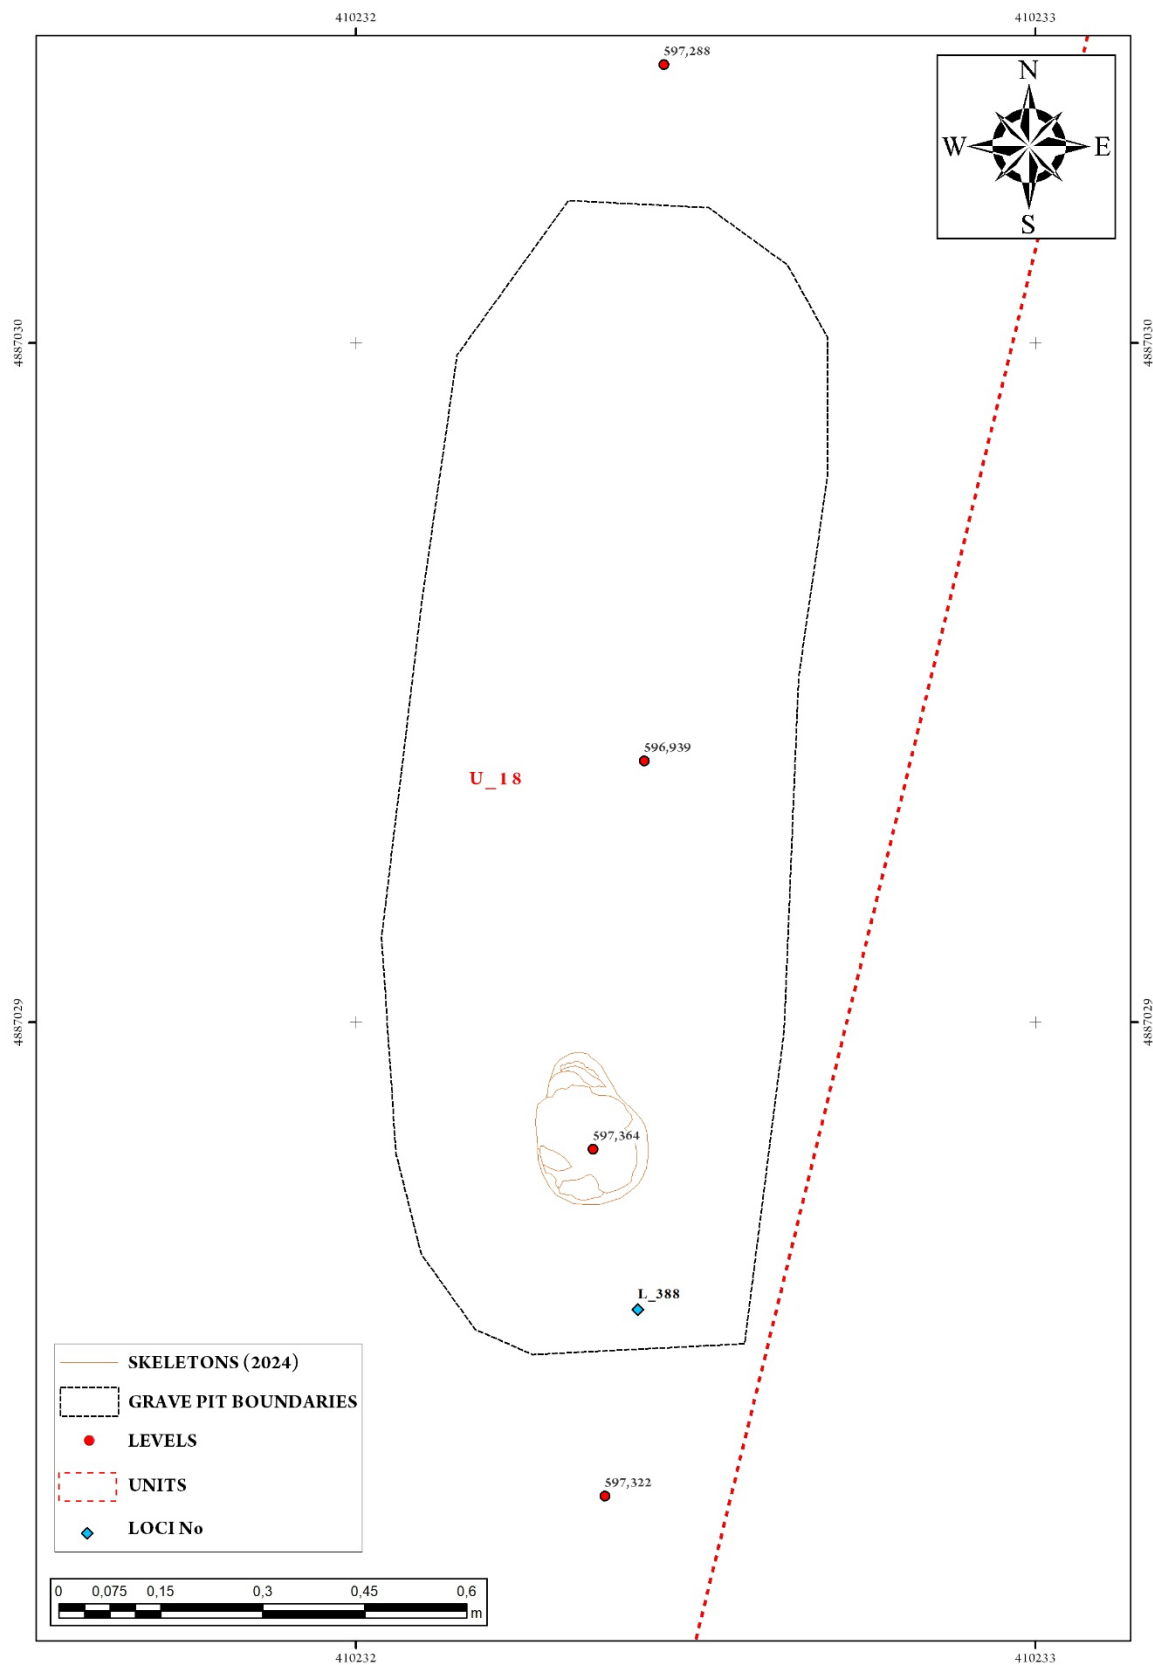 410232
410233
597,288
N
W
E
S
4887030
4887030
596,939
U_18
4887029
4887029
597,364
L_388
SKELETONS (2024)
GRAVE PIT BOUNDARIES
LEVELS
UNITS
LOCI No
597,322
0 0,075 0,15 0,3 0,45 0,6
m
410232
410233